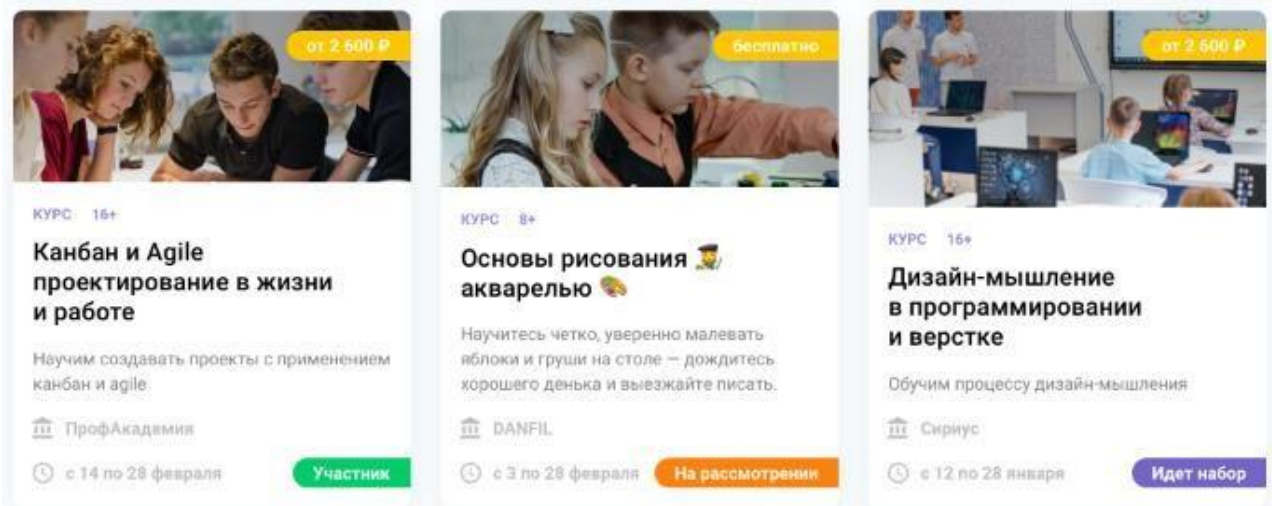 от 2 600 ₽
КУРС 16+
Канбан и Agile
проектирование в жизни
и работе
Научим создавать проекты с применением
канбан и agile
ПрофАкадемия
с 14 по 28 февраля
Участник
бесплатно
КУРС 8+
Основы рисования 👩‍🎨
акварелью 🎨
Научитесь четко, уверенно малевать
яблоки и груши на столе — дождитесь
хорошего денька и выезжайте писать.
DANFIL
с 3 по 28 февраля
На рассмотрении
от 2 600 ₽
КУРС 16+
Дизайн-мышление
в программировании
и верстке
Обучим процессу дизайн-мышления
Сириус
с 12 по 28 января
Идет набор